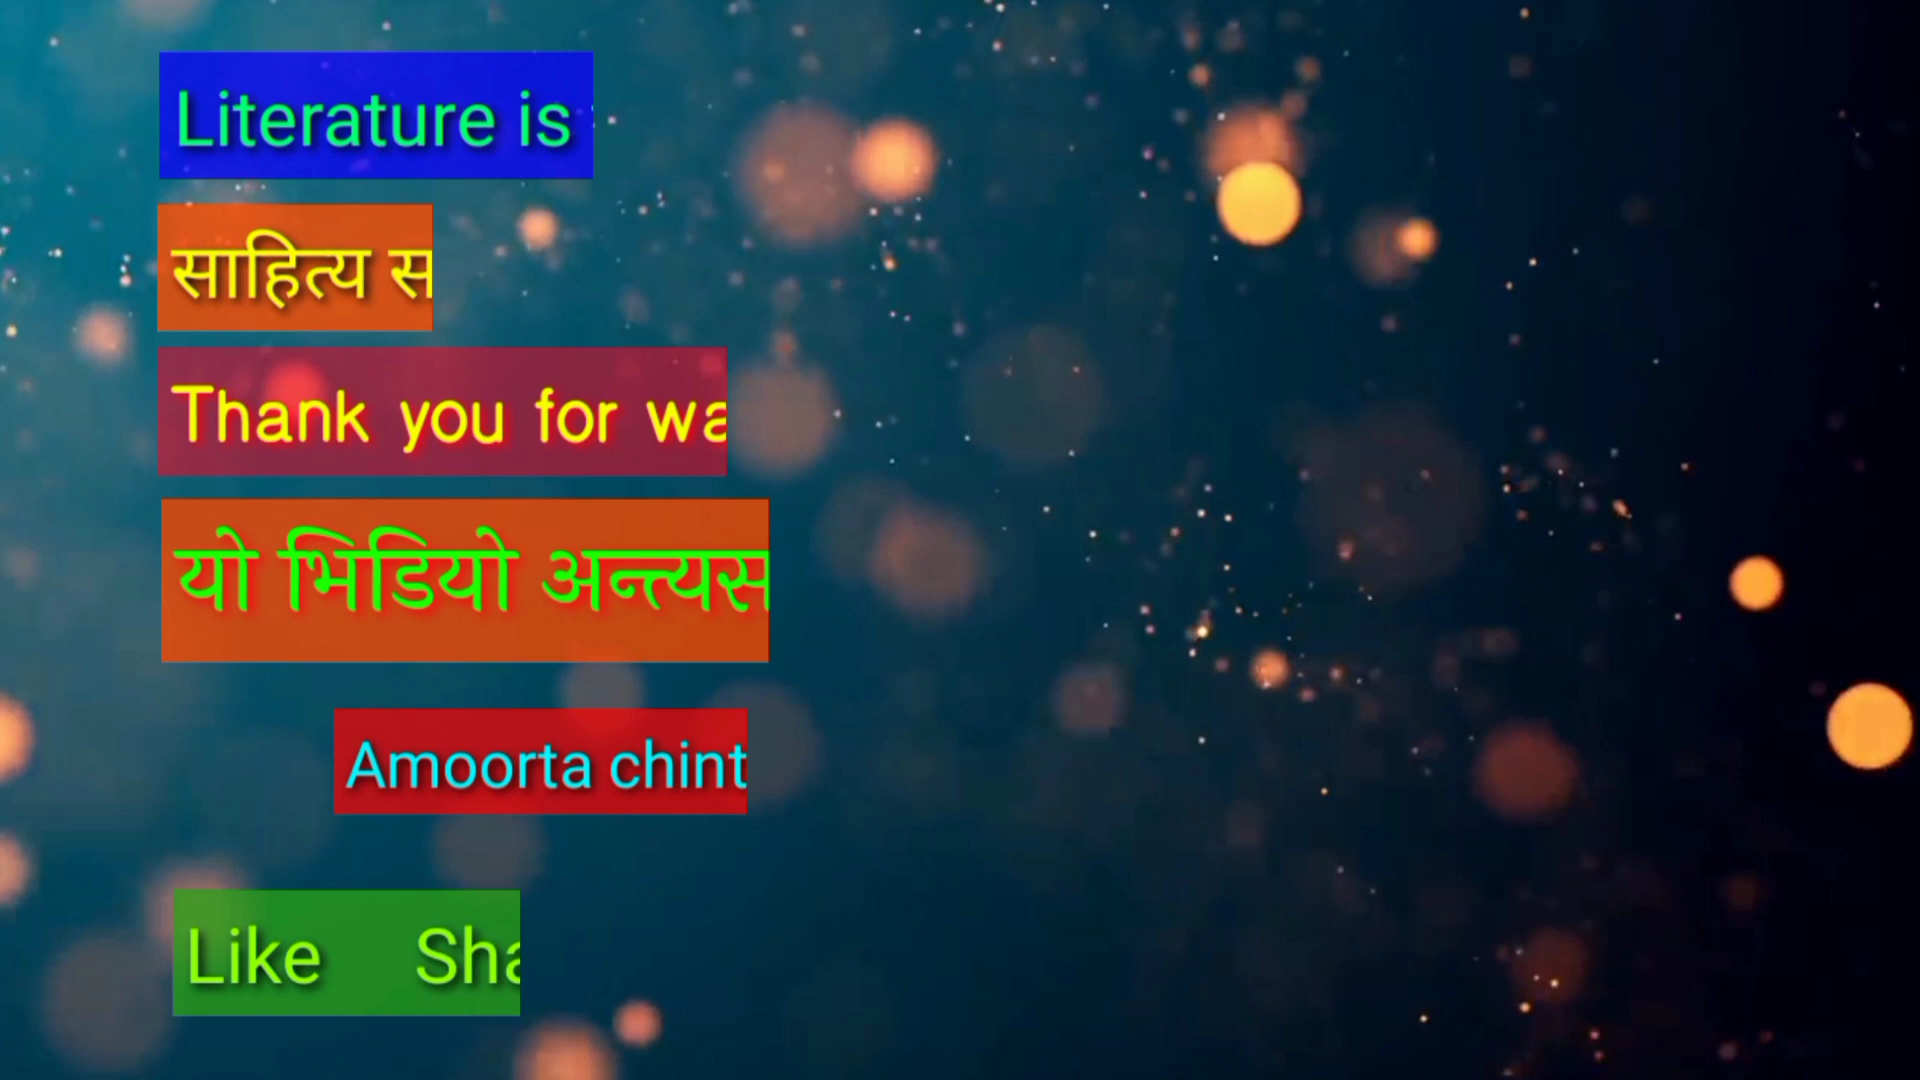 Literature is
साहित्य स
Thank you for wa
यो भिडियो अन्त्यस
Amoorta chint
Like Sha